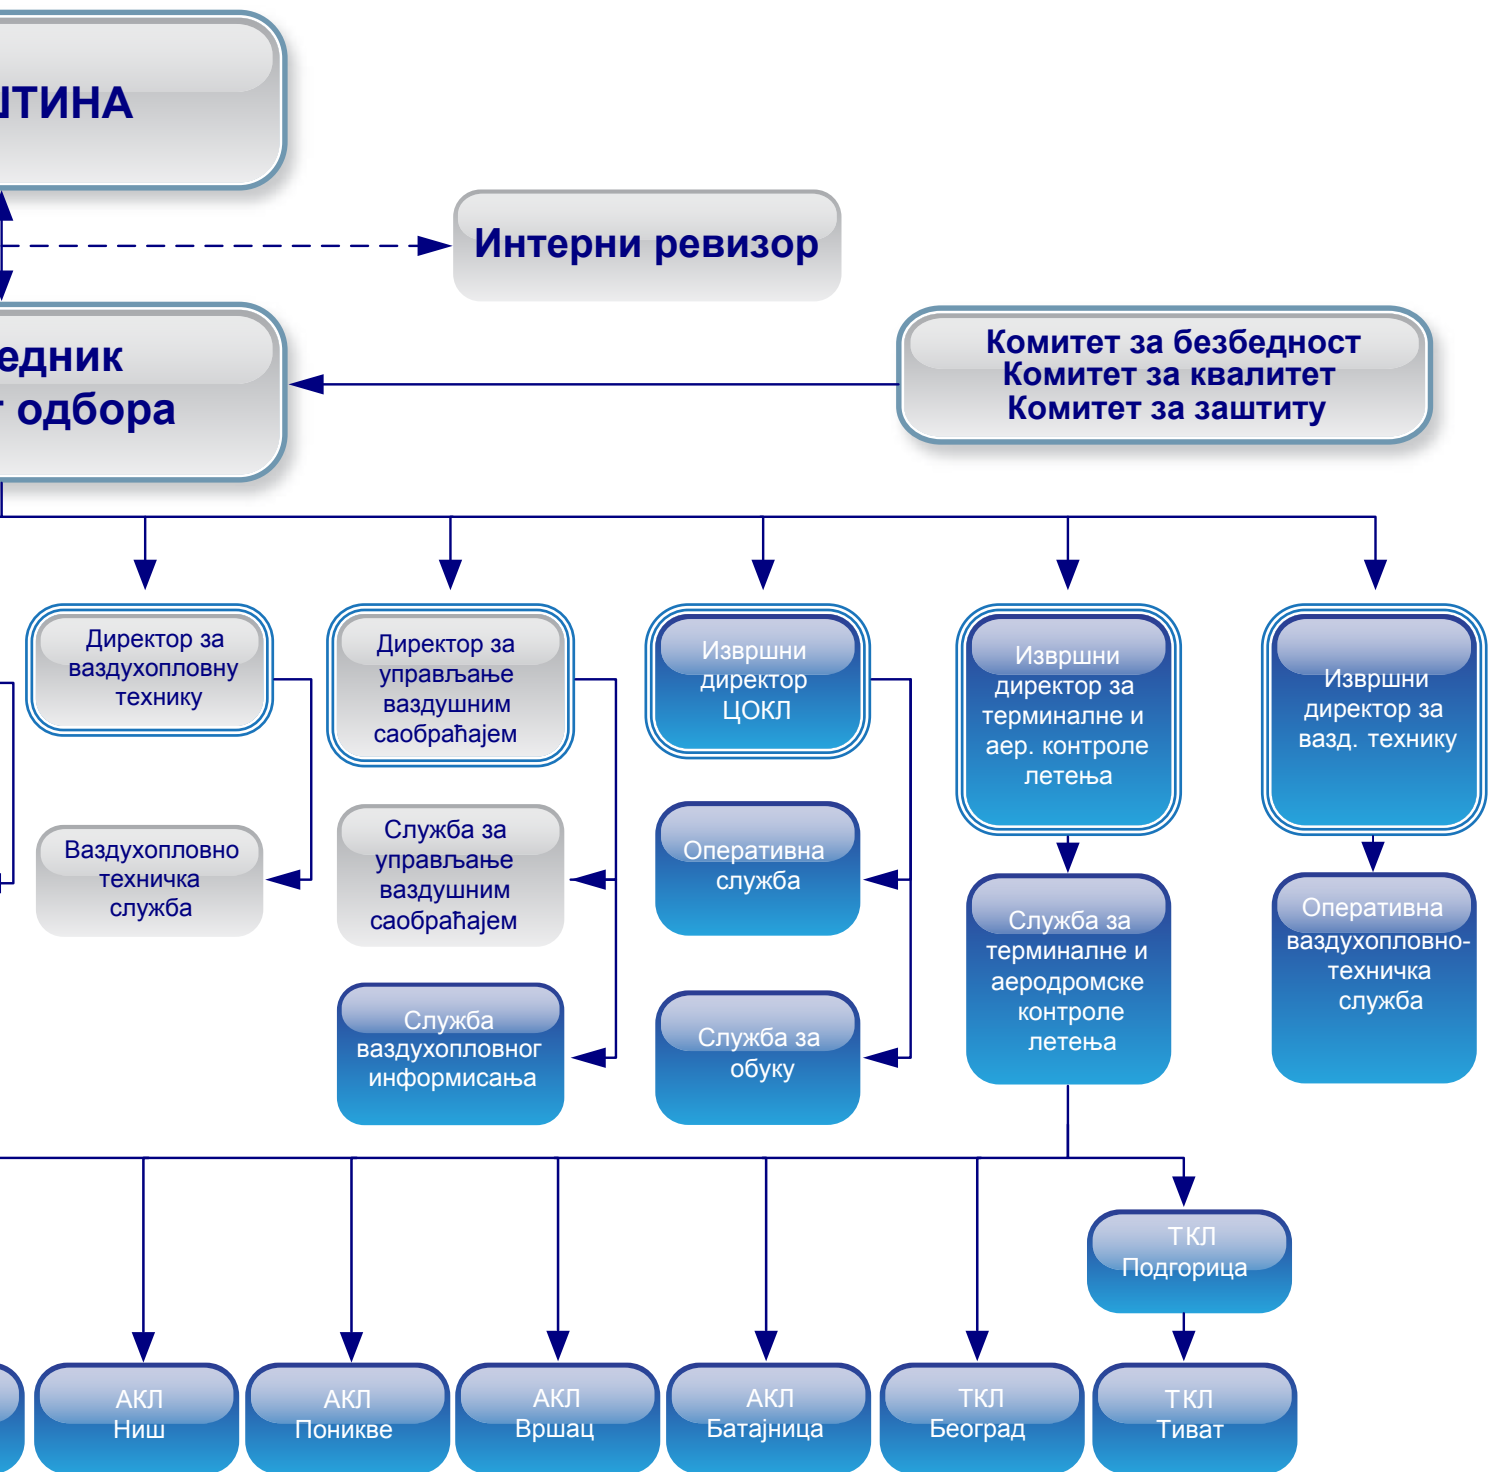 ШТИНА
Интерни ревизор
едник
одбора
Комитет за безбедност
Комитет за квалитет
Комитет за заштиту
Директор за
ваздухопловну
технику
Директор за
управљање
ваздушним
саобраћајем
Извршни
директор
ЦОКЛ
Извршни
директор за
терминалне и
аер. контроле
летења
Извршни
директор за
вазд. технику
Ваздухопловно
техничка
служба
Служба за
управљање
ваздушним
саобраћајем
Оперативна
служба
Служба за
терминалне и
аеродромске
контроле
летења
Оперативна
ваздухопловно-
техничка
служба
Служба
ваздухопловног
информисања
Служба за
обуку
ТКЛ
Подгорица
АКЛ
Ниш
АКЛ
Поникве
АКЛ
Вршац
АКЛ
Батајница
ТКЛ
Београд
ТКЛ
Тиват